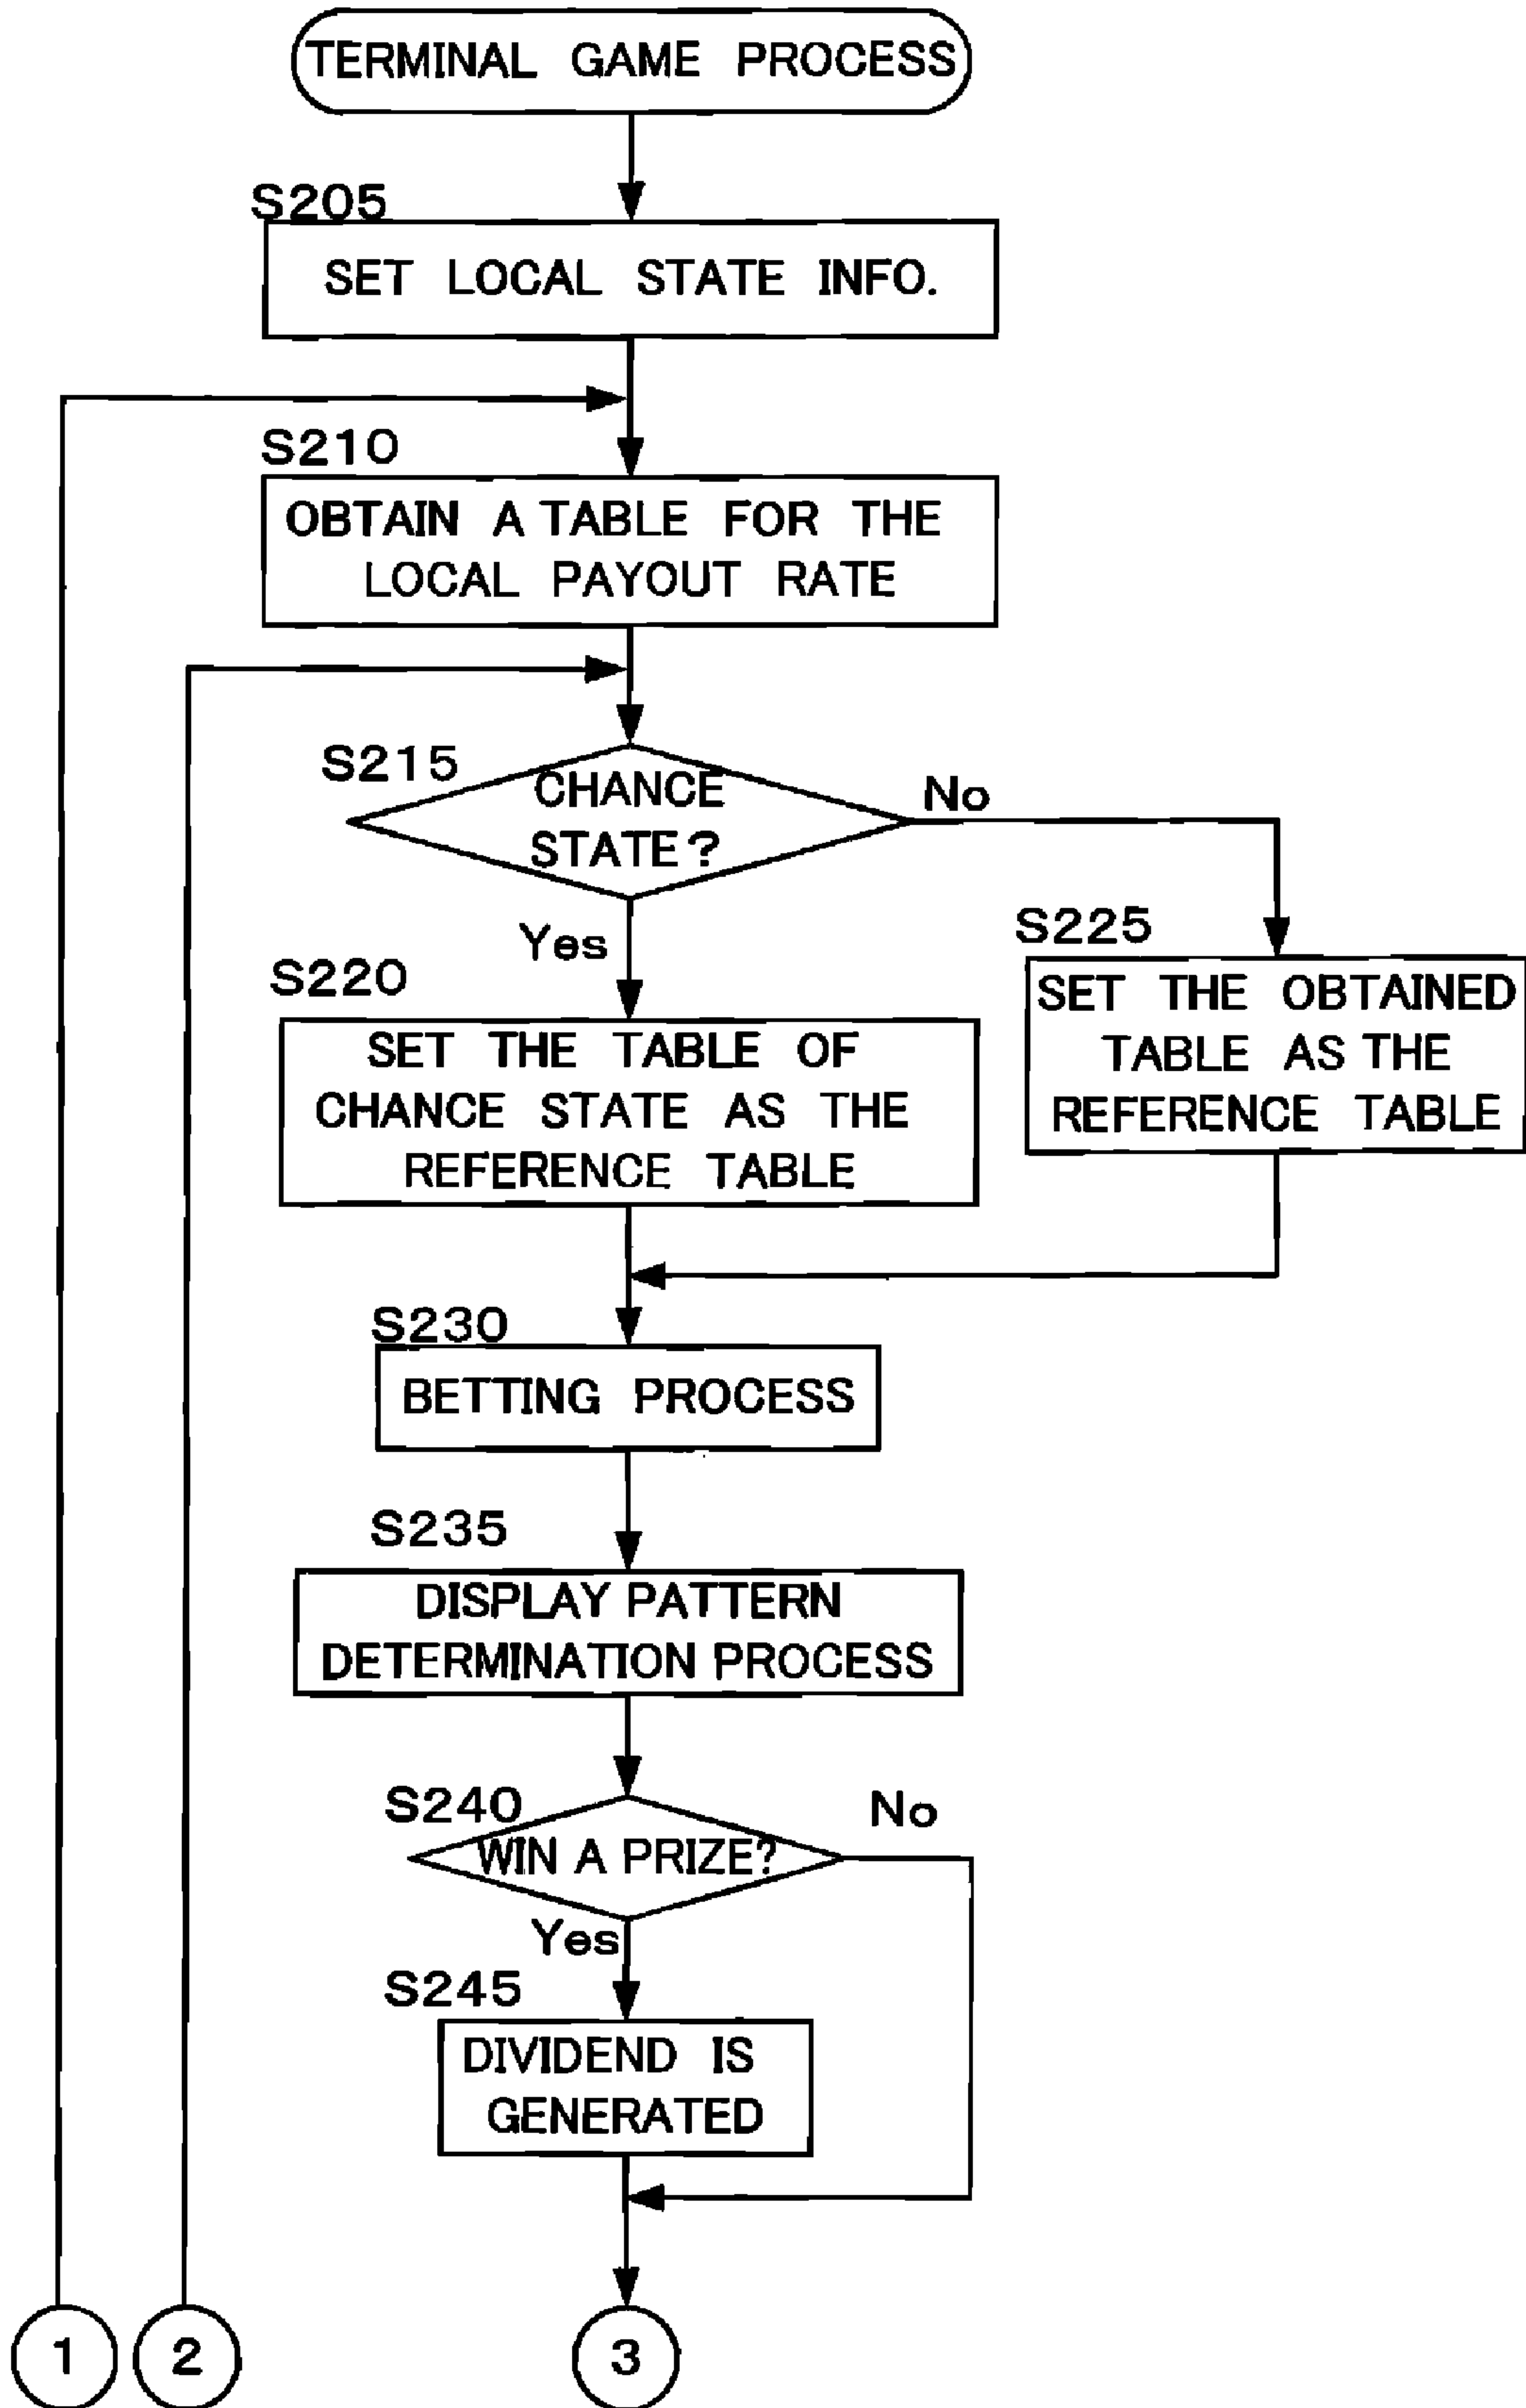 TERMINAL GAME PROCESS
S205
SET LOCAL STATE INFO.
S210
OBTAIN A TABLE FOR THE
LOCAL PAYOUT RATE
S215
CHANCE
STATE?
No
Yes
S220
SET THE TABLE OF
CHANCE STATE AS THE
REFERENCE TABLE
S225
SET THE OBTAINED
TABLE AS THE
REFERENCE TABLE
S230
BETTING PROCESS
S235
DISPLAY PATTERN
DETERMINATION PROCESS
S240
WIN A PRIZE?
No
Yes
S245
DIVIDEND IS
GENERATED
1
2
3